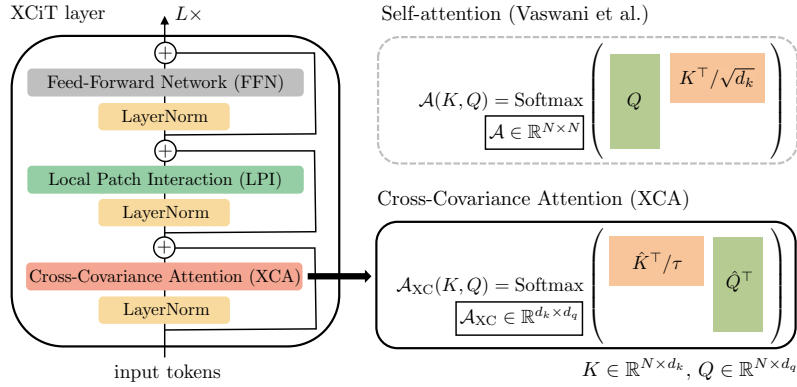 XCiT layer
L×
+
Feed-Forward Network (FFN)
LayerNorm
+
Local Patch Interaction (LPI)
LayerNorm
+
Cross-Covariance Attention (XCA)
LayerNorm
input tokens
Self-attention (Vaswani et al.)
𝒜(K, Q) = Softmax ( Q K⊤/√dₖ )
𝒜 ∈ ℝ^{N×N}
Cross-Covariance Attention (XCA)
𝒜_XC(K, Q) = Softmax ( K̂⊤/τ Q̂⊤ )
𝒜_XC ∈ ℝ^{d_k×d_q}
K ∈ ℝ^{N×d_k}, Q ∈ ℝ^{N×d_q}